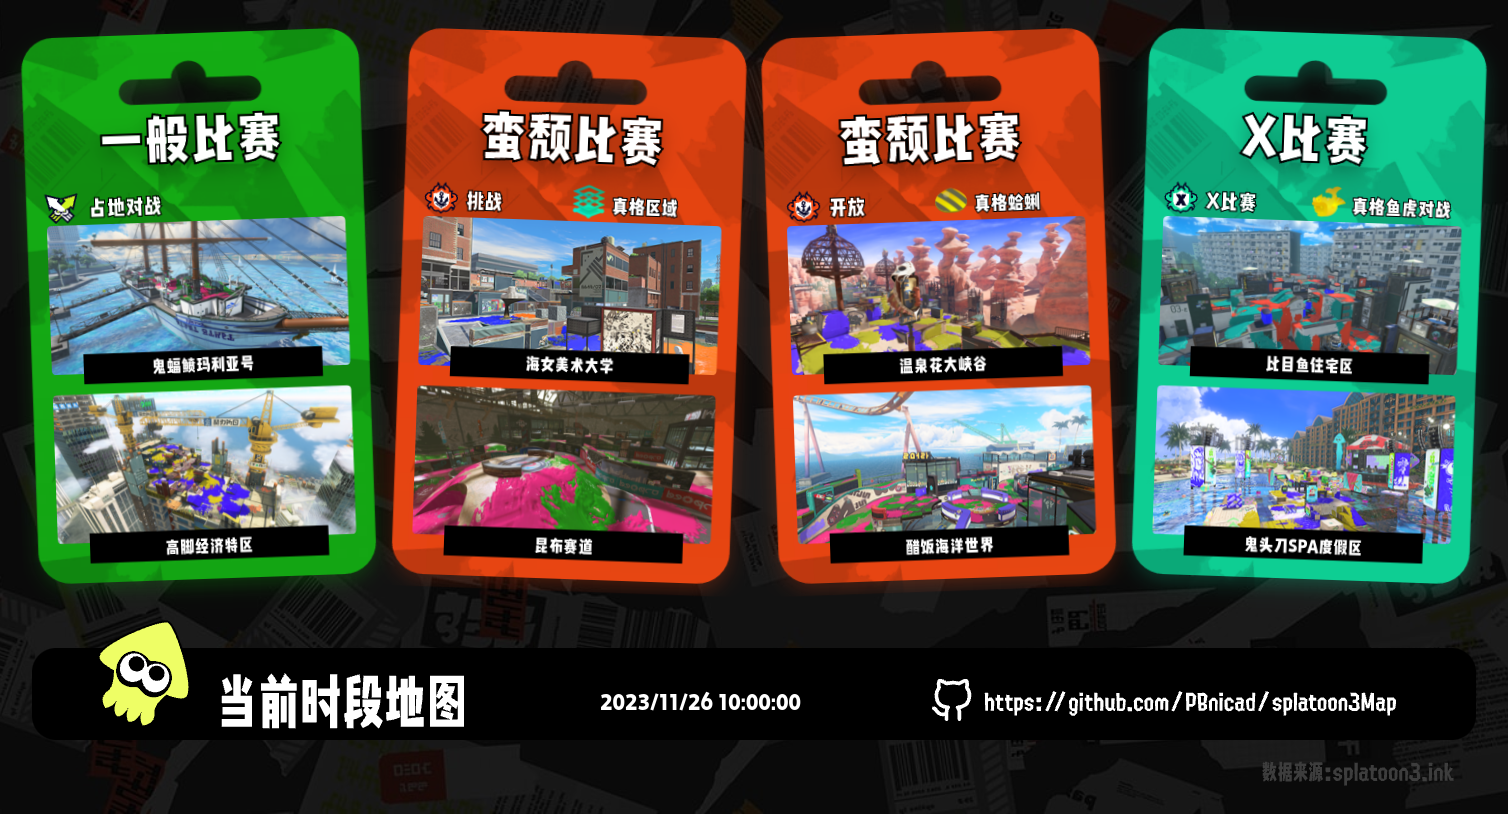 一般比赛
占地对战
鬼蝠鲼玛利亚号
高脚经济特区
蛮颓比赛
挑战
真格区域
海女美术大学
昆布赛道
蛮颓比赛
开放
真格蛤蜊
温泉花大峡谷
醋饭海洋世界
X比赛
X比赛
真格鱼虎对战
比目鱼住宅区
鬼头刀SPA度假区
当前时段地图
2023/11/26 10:00:00
https://github.com/PBnicad/splatoon3Map
数据来源:splatoon3.ink